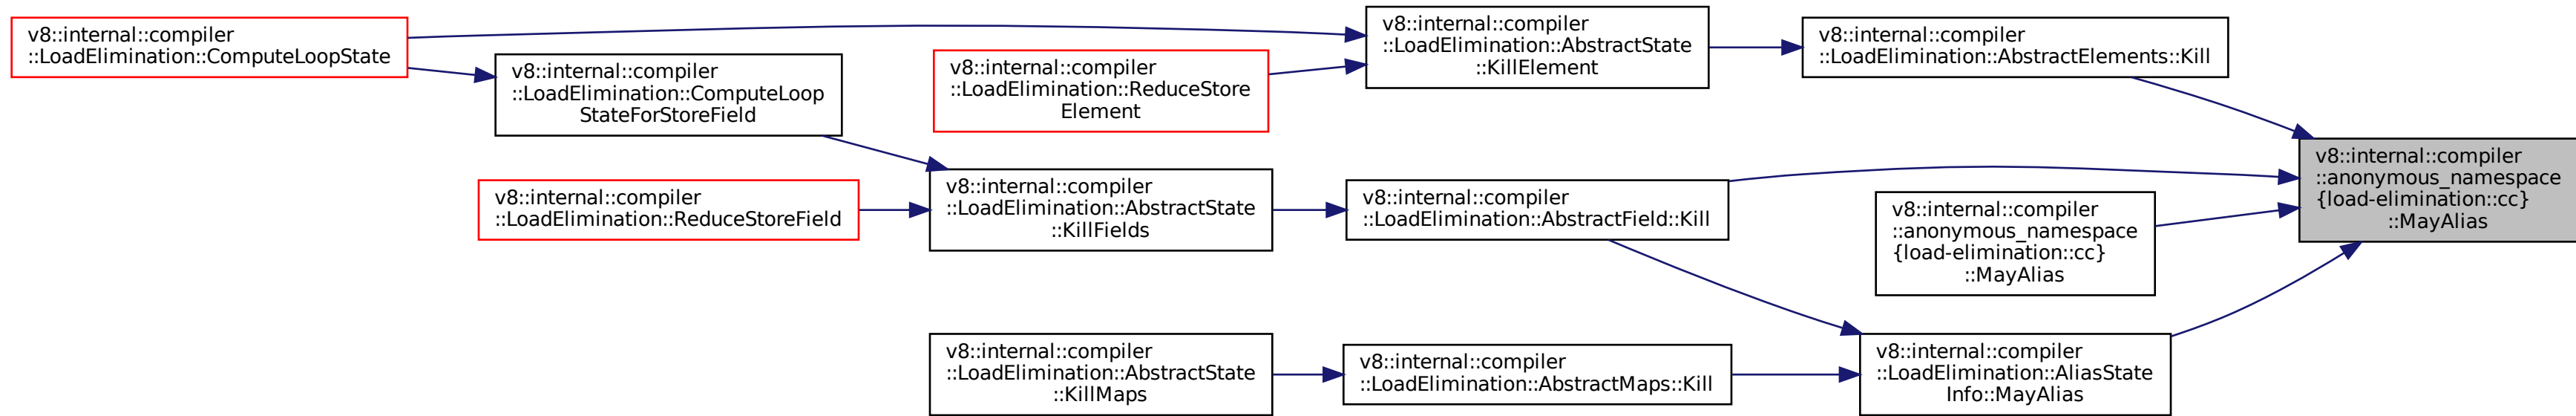 v8::internal::compiler
::LoadElimination::ComputeLoopState
v8::internal::compiler
::LoadElimination::ComputeLoop
StateForStoreField
v8::internal::compiler
::LoadElimination::ReduceStoreField
v8::internal::compiler
::LoadElimination::ReduceStore
Element
v8::internal::compiler
::LoadElimination::AbstractState
::KillFields
v8::internal::compiler
::LoadElimination::AbstractState
::KillMaps
v8::internal::compiler
::LoadElimination::AbstractState
::KillElement
v8::internal::compiler
::LoadElimination::AbstractField::Kill
v8::internal::compiler
::LoadElimination::AbstractMaps::Kill
v8::internal::compiler
::LoadElimination::AbstractElements::Kill
v8::internal::compiler
::anonymous_namespace
{load-elimination::cc}
::MayAlias
v8::internal::compiler
::LoadElimination::AliasState
Info::MayAlias
v8::internal::compiler
::anonymous_namespace
{load-elimination::cc}
::MayAlias